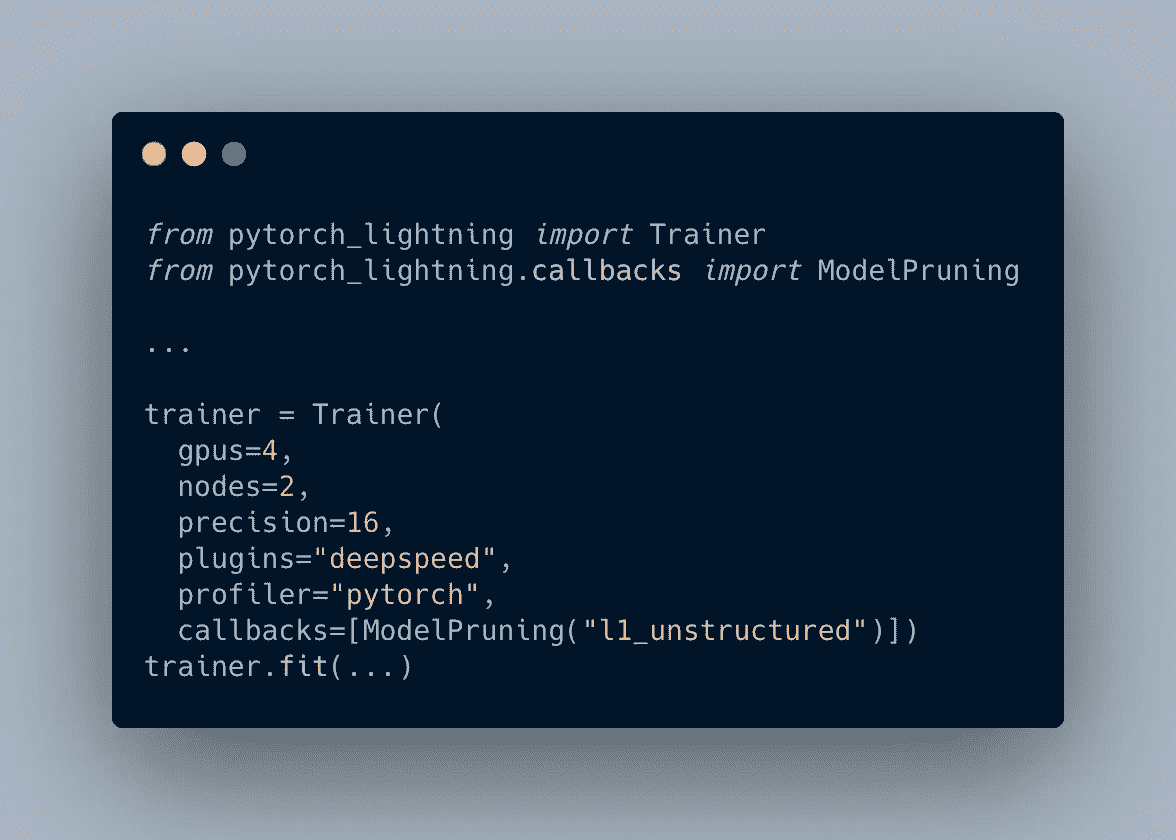 from pytorch_lightning import Trainer
from pytorch_lightning.callbacks import ModelPruning
...
trainer = Trainer(
  gpus=4,
  nodes=2,
  precision=16,
  plugins="deepspeed",
  profiler="pytorch",
  callbacks=[ModelPruning("l1_unstructured")])
trainer.fit(...)